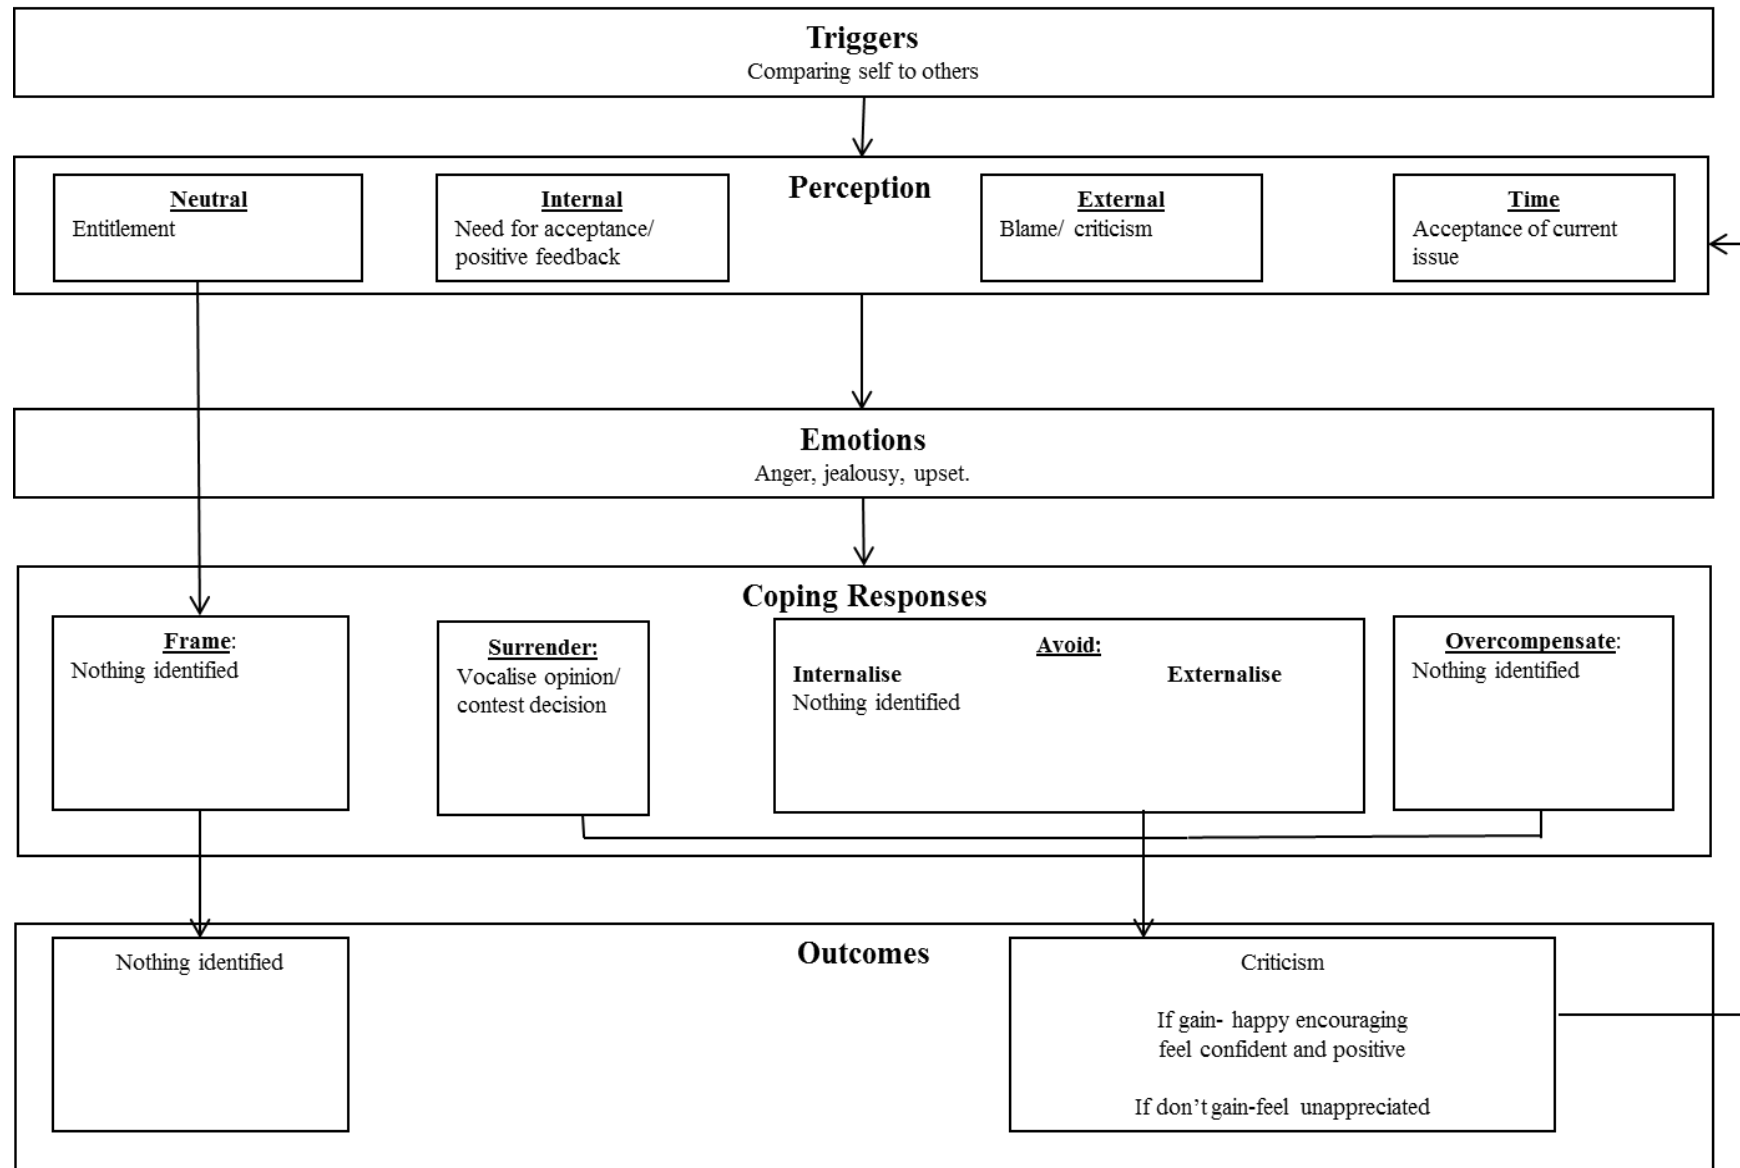 Triggers
Comparing self to others
Perception
Neutral
Entitlement
Internal
Need for acceptance/
positive feedback
External
Blame/ criticism
Time
Acceptance of current
issue
Emotions
Anger, jealousy, upset.
Coping Responses
Frame:
Nothing identified
Surrender:
Vocalise opinion/
contest decision
Avoid:
Internalise Externalise
Nothing identified
Overcompensate:
Nothing identified
Outcomes
Nothing identified
Criticism
If gain- happy encouraging
feel confident and positive
If don’t gain-feel unappreciated